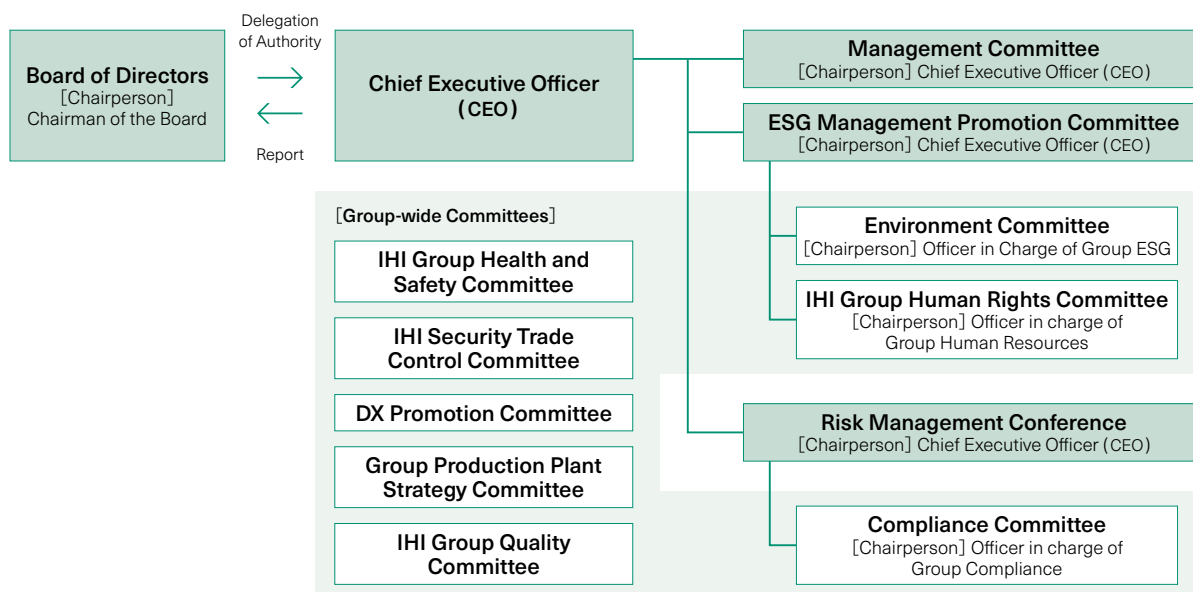 Board of Directors
[Chairperson]
Chairman of the Board
Delegation
of Authority
Report
Chief Executive Officer
(CEO)
Management Committee
[Chairperson] Chief Executive Officer (CEO)
ESG Management Promotion Committee
[Chairperson] Chief Executive Officer (CEO)
Environment Committee
[Chairperson] Officer in Charge of Group ESG
IHI Group Human Rights Committee
[Chairperson] Officer in charge of
Group Human Resources
Risk Management Conference
[Chairperson] Chief Executive Officer (CEO)
Compliance Committee
[Chairperson] Officer in charge of
Group Compliance
[Group-wide Committees]
IHI Group Health and
Safety Committee
IHI Security Trade
Control Committee
DX Promotion Committee
Group Production Plant
Strategy Committee
IHI Group Quality
Committee